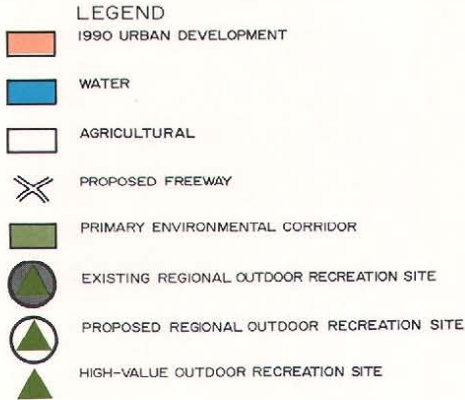 LEGEND
1990 URBAN DEVELOPMENT
WATER
AGRICULTURAL
PROPOSED FREEWAY
PRIMARY ENVIRONMENTAL CORRIDOR
EXISTING REGIONAL OUTDOOR RECREATION SITE
PROPOSED REGIONAL OUTDOOR RECREATION SITE
HIGH-VALUE OUTDOOR RECREATION SITE